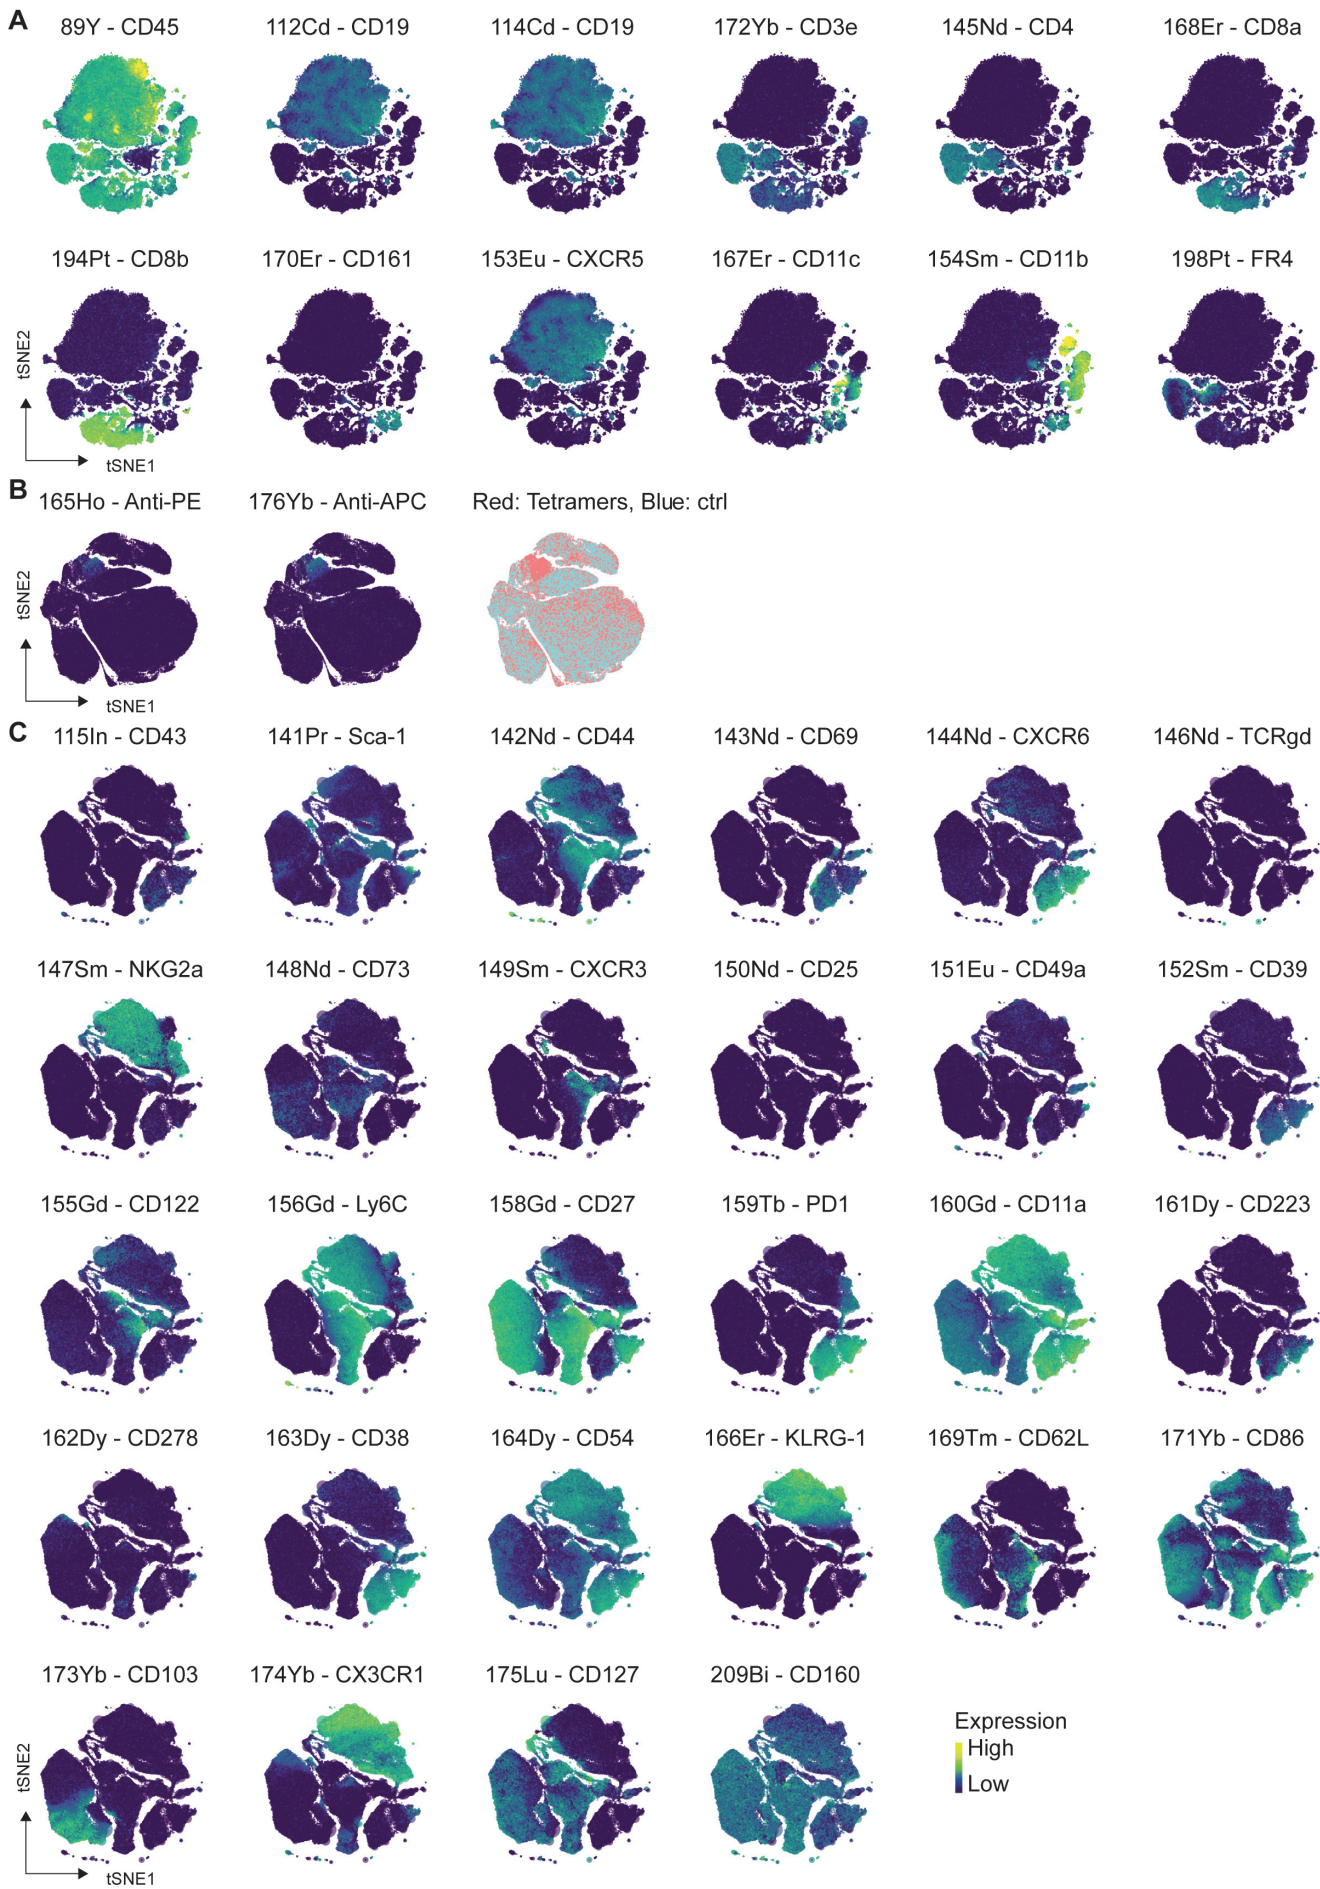 A
89Y - CD45
112Cd - CD19
114Cd - CD19
172Yb - CD3e
145Nd - CD4
168Er - CD8a
194Pt - CD8b
170Er - CD161
153Eu - CXCR5
167Er - CD11c
154Sm - CD11b
198Pt - FR4
tSNE2
tSNE1
B
165Ho - Anti-PE
176Yb - Anti-APC
Red: Tetramers, Blue: ctrl
tSNE2
tSNE1
C
115In - CD43
141Pr - Sca-1
142Nd - CD44
143Nd - CD69
144Nd - CXCR6
146Nd - TCRgd
147Sm - NKG2a
148Nd - CD73
149Sm - CXCR3
150Nd - CD25
151Eu - CD49a
152Sm - CD39
155Gd - CD122
156Gd - Ly6C
158Gd - CD27
159Tb - PD1
160Gd - CD11a
161Dy - CD223
162Dy - CD278
163Dy - CD38
164Dy - CD54
166Er - KLRG-1
169Tm - CD62L
171Yb - CD86
173Yb - CD103
174Yb - CX3CR1
175Lu - CD127
209Bi - CD160
Expression
High
Low
tSNE2
tSNE1